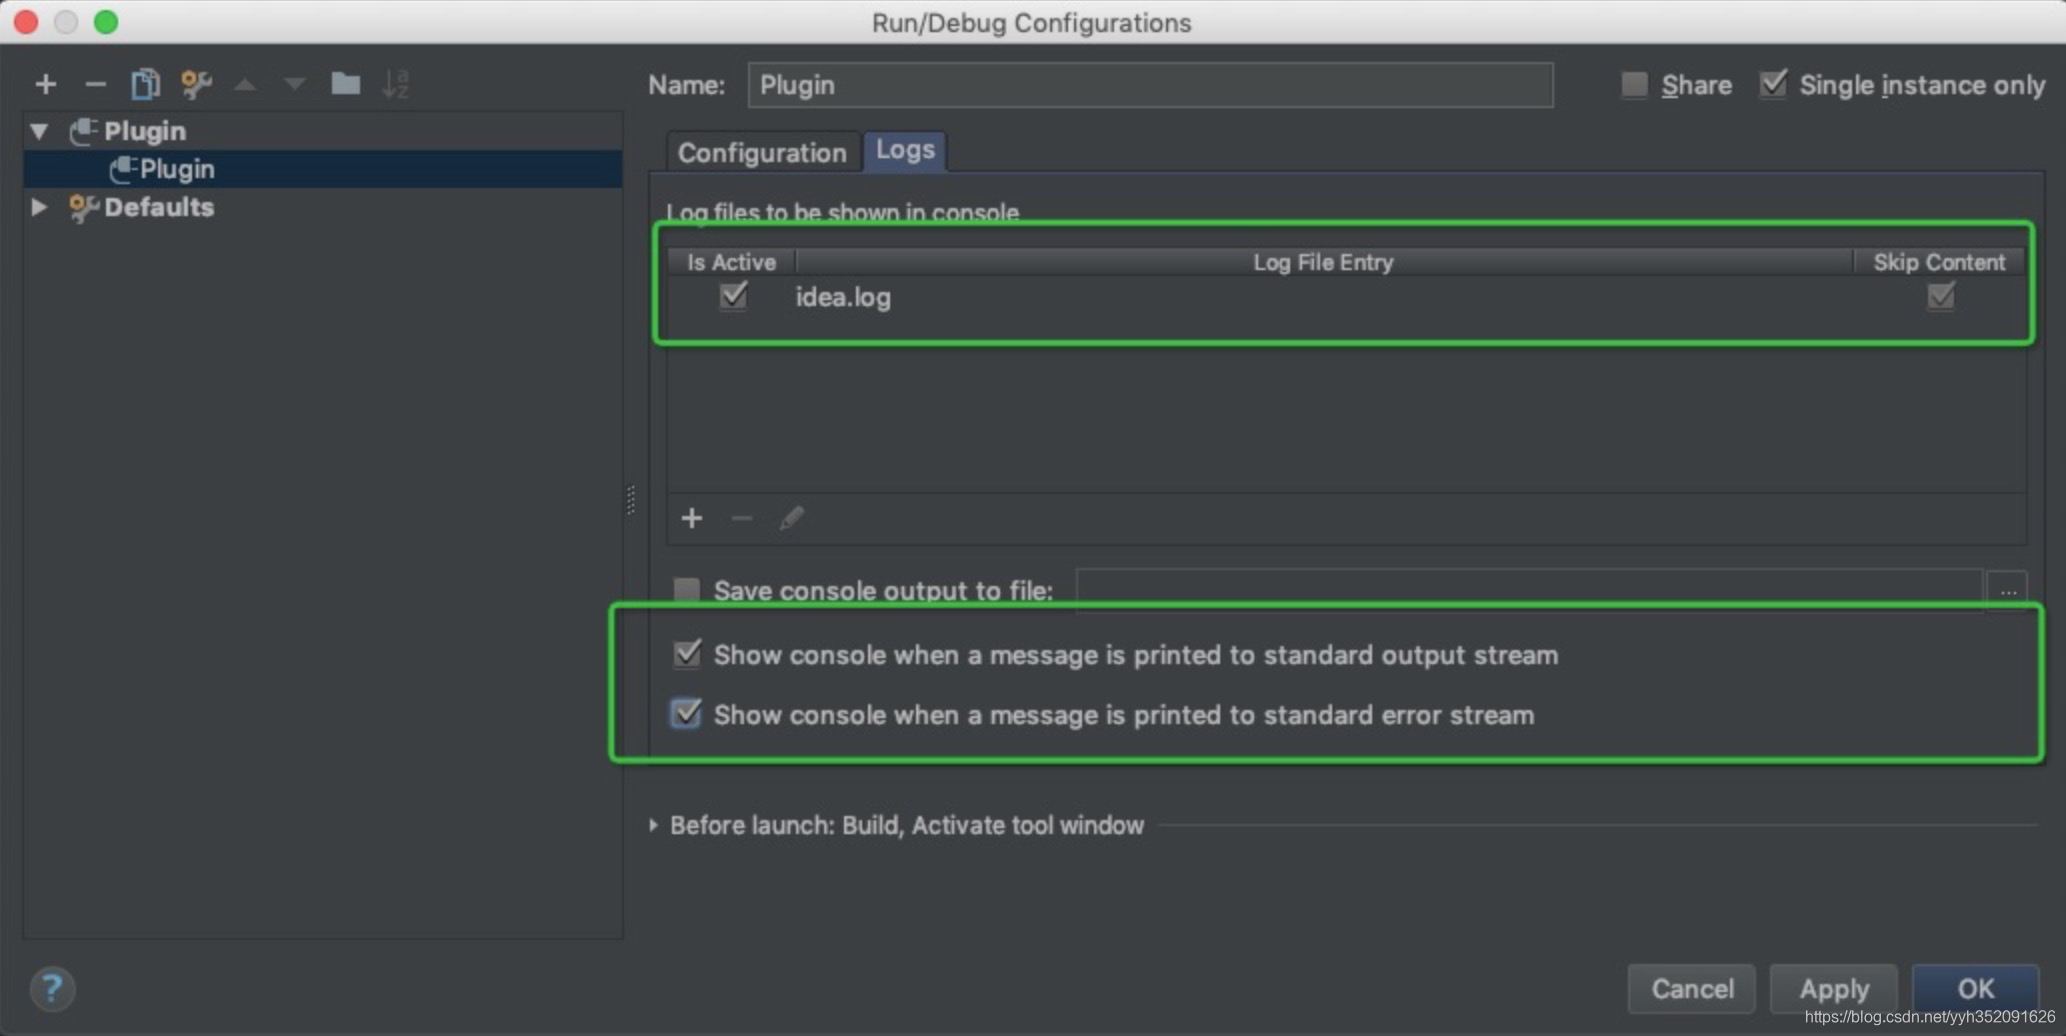 Run/Debug Configurations
Name: Plugin Share Single instance only
Plugin
Plugin
Defaults
Configuration Logs
Log files to be shown in console
Is Active Log File Entry Skip Content
idea.log
Save console output to file: ...
Show console when a message is printed to standard output stream
Show console when a message is printed to standard error stream
Before launch: Build, Activate tool window
? Cancel Apply OK
https://blog.csdn.net/yyh352091626